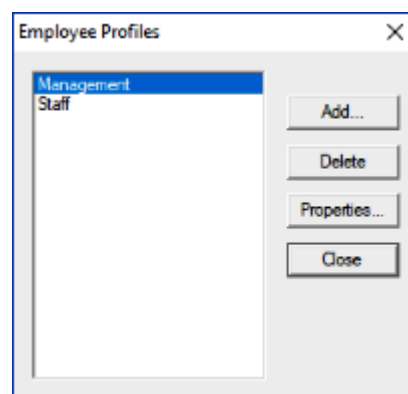 Employee Profiles
Management
Staff
Add...
Delete
Properties...
Close